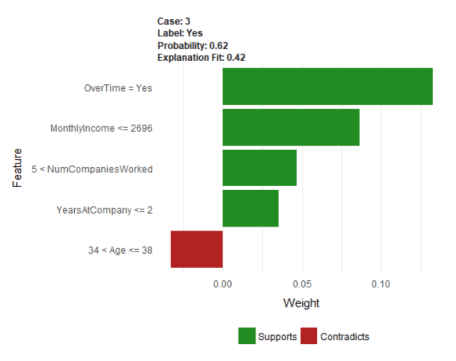 Case: 3
Label: Yes
Probability: 0.62
Explanation Fit: 0.42
OverTime = Yes
MonthlyIncome <= 2696
5 < NumCompaniesWorked
YearsAtCompany <= 2
34 < Age <= 38
Feature
0.00 0.05 0.10
Weight
Supports Contradicts